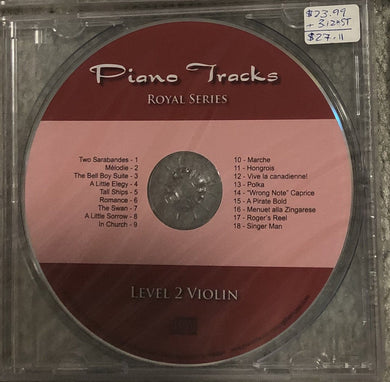 $23.99
+ 3.12HST
$27.11
Piano Tracks
ROYAL SERIES
Two Sarabandes - 1
Mélodie - 2
The Bell Boy Suite - 3
A Little Elegy - 4
Tall Ships - 5
Romance - 6
The Swan - 7
A Little Sorrow - 8
In Church - 9
10 - Marche
11 - Hongrois
12 - Vive la canadienne!
13 - Polka
14 - "Wrong Note" Caprice
15 - A Pirate Bold
16 - Menuet alla Zingarese
17 - Roger's Reel
18 - Singer Man
LEVEL 2 VIOLIN